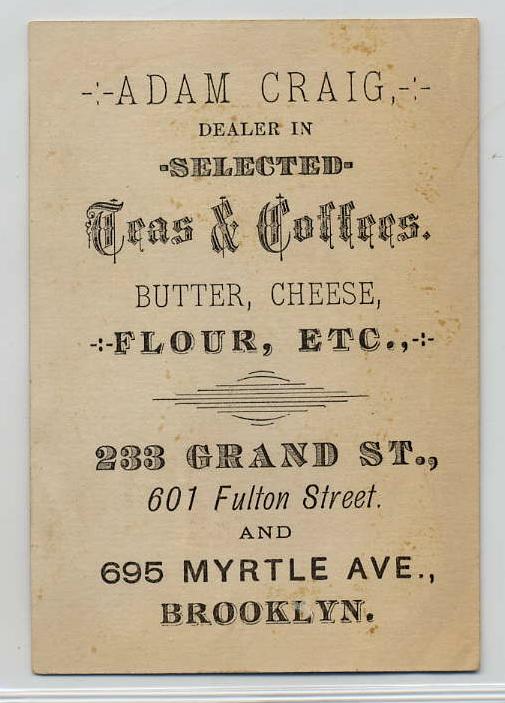 -:-ADAM CRAIG,-:-
DEALER IN
-SELECTED-
Teas & Coffees.
BUTTER, CHEESE,
-:-FLOUR, ETC.,-:-
233 GRAND ST.,
601 Fulton Street.
AND
695 MYRTLE AVE.,
BROOKLYN.